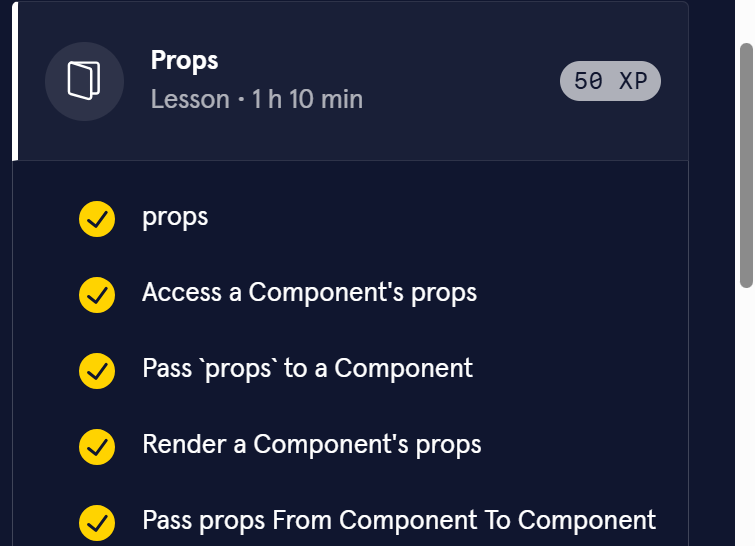 Props
Lesson · 1 h 10 min
50 XP
props
Access a Component's props
Pass `props` to a Component
Render a Component's props
Pass props From Component To Component